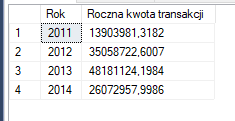 Rok Roczna kwota transakcji
1 2011 13903981,3182
2 2012 35058722,6007
3 2013 48181124,1984
4 2014 26072957,9986